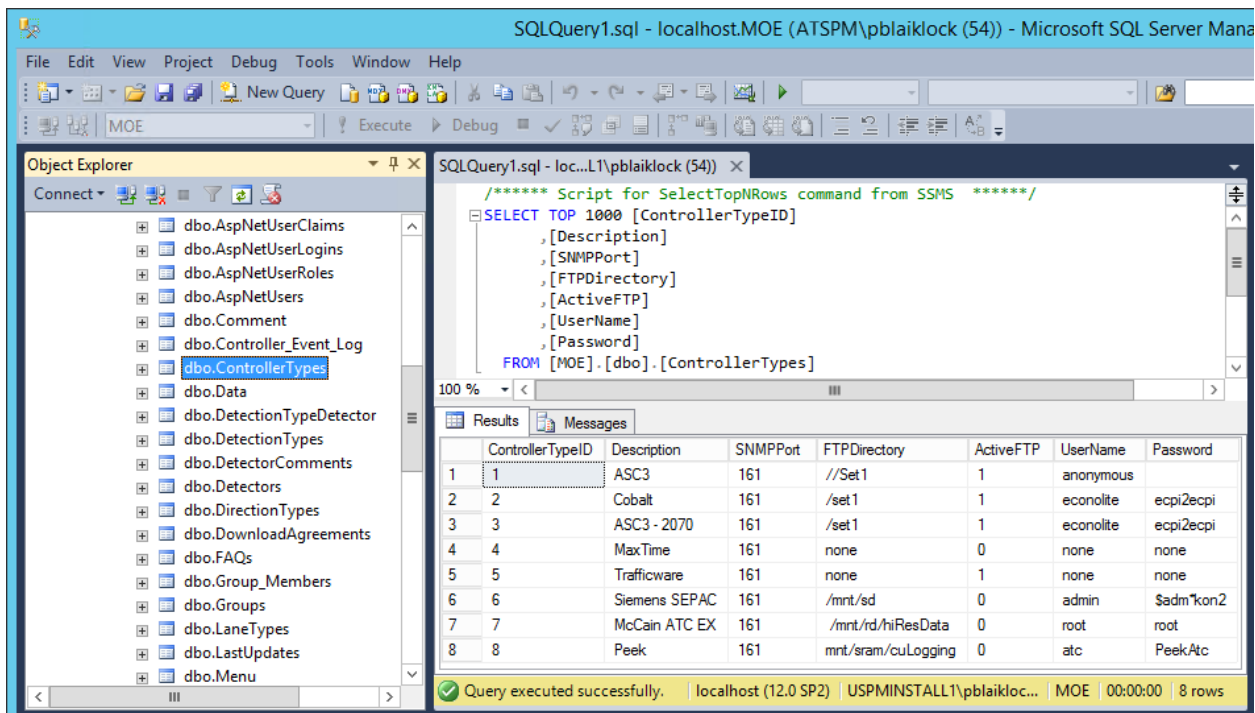 SQLQuery1.sql - localhost.MOE (ATSPM\pblaiklock (54)) - Microsoft SQL Server Mana
File Edit View Project Debug Tools Window Help
New Query
MOE Execute Debug
Object Explorer
Connect
dbo.AspNetUserClaims
dbo.AspNetUserLogins
dbo.AspNetUserRoles
dbo.AspNetUsers
dbo.Comment
dbo.Controller_Event_Log
dbo.ControllerTypes
dbo.Data
dbo.DetectionTypeDetector
dbo.DetectionTypes
dbo.DetectorComments
dbo.Detectors
dbo.DirectionTypes
dbo.DownloadAgreements
dbo.FAQs
dbo.Group_Members
dbo.Groups
dbo.LaneTypes
dbo.LastUpdates
dbo.Menu
SQLQuery1.sql - loc...L1\pblaiklock (54))
/****** Script for SelectTopNRows command from SSMS ******/
SELECT TOP 1000 [ControllerTypeID]
,[Description]
,[SNMPPort]
,[FTPDirectory]
,[ActiveFTP]
,[UserName]
,[Password]
FROM [MOE].[dbo].[ControllerTypes]
100 %
Results Messages
ControllerTypeID Description SNMPPort FTPDirectory ActiveFTP UserName Password
1 1 ASC3 161 //Set1 1 anonymous
2 2 Cobalt 161 /set1 1 econolite ecpi2ecpi
3 3 ASC3 - 2070 161 /set1 1 econolite ecpi2ecpi
4 4 MaxTime 161 none 0 none none
5 5 Trafficware 161 none 1 none none
6 6 Siemens SEPAC 161 /mnt/sd 0 admin $adm*kon2
7 7 McCain ATC EX 161 /mnt/rd/hiResData 0 root root
8 8 Peek 161 mnt/sram/cuLogging 0 atc PeekAtc
Query executed successfully. localhost (12.0 SP2) USPMINSTALL1\pblaikloc... MOE 00:00:00 8 rows